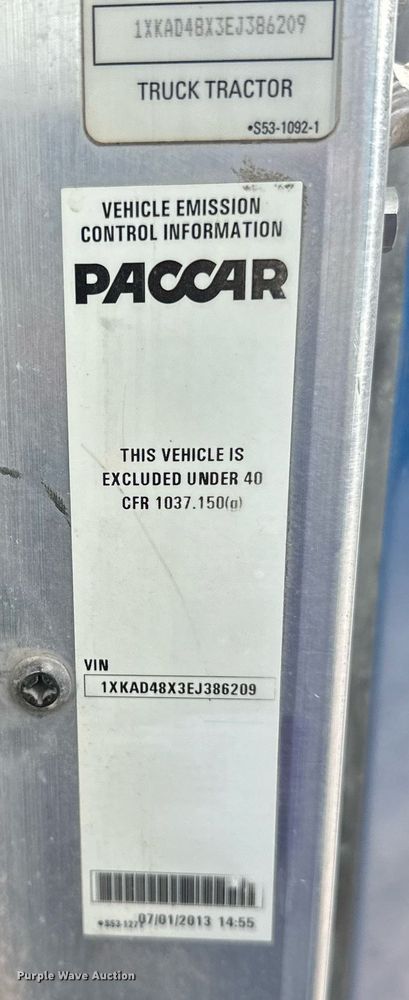 1XKAD48X3EJ386209
TRUCK TRACTOR
•S53-1092-1
VEHICLE EMISSION
CONTROL INFORMATION
PACCAR
THIS VEHICLE IS
EXCLUDED UNDER 40
CFR 1037.150(g)
VIN
1XKAD48X3EJ386209
07/01/2013 14:55
Purple Wave Auction